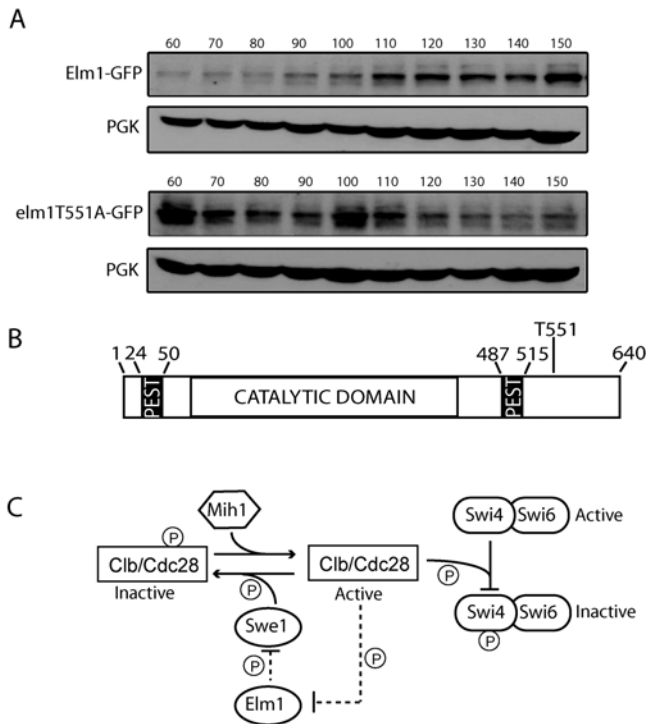 A
60 70 80 90 100 110 120 130 140 150
Elm1-GFP
PGK
60 70 80 90 100 110 120 130 140 150
elm1T551A-GFP
PGK
B
T551
1 24 50 487 515 640
PEST CATALYTIC DOMAIN PEST
C
Mih1
Swi4 Swi6 Active
P
Clb/Cdc28 Clb/Cdc28 P
Inactive Active
P
Swi4 Swi6 Inactive
P
Swe1
P P
Elm1